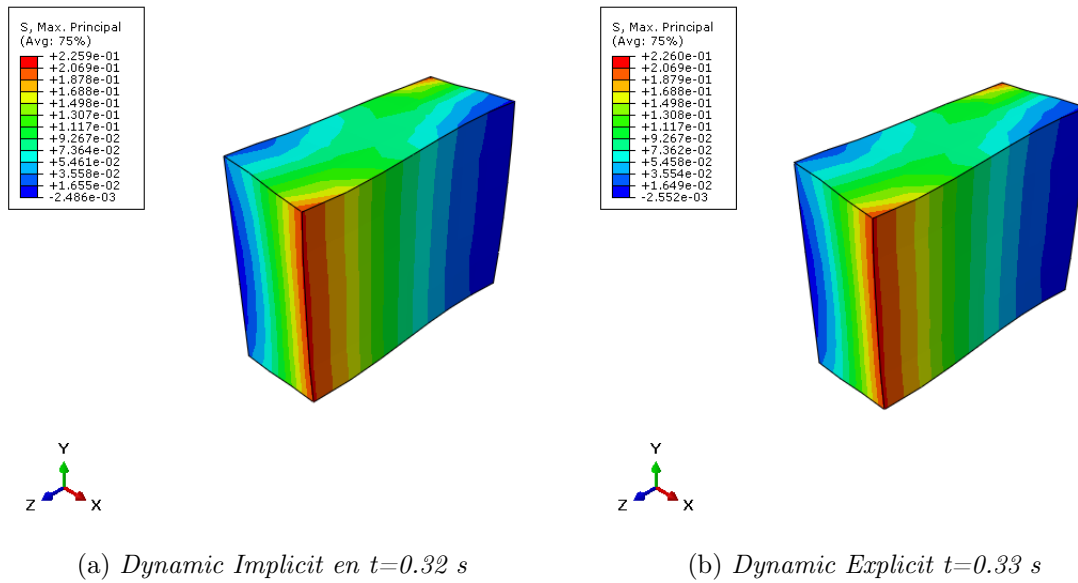 S, Max. Principal
(Avg: 75%)
+2.259e-01
+2.069e-01
+1.878e-01
+1.688e-01
+1.498e-01
+1.307e-01
+1.117e-01
+9.267e-02
+7.364e-02
+5.461e-02
+3.558e-02
+1.655e-02
-2.486e-03
Y
Z
X
(a) Dynamic Implicit en t=0.32 s
S, Max. Principal
(Avg: 75%)
+2.260e-01
+2.069e-01
+1.879e-01
+1.688e-01
+1.498e-01
+1.308e-01
+1.117e-01
+9.267e-02
+7.362e-02
+5.458e-02
+3.554e-02
+1.649e-02
-2.552e-03
Y
Z
X
(b) Dynamic Explicit t=0.33 s